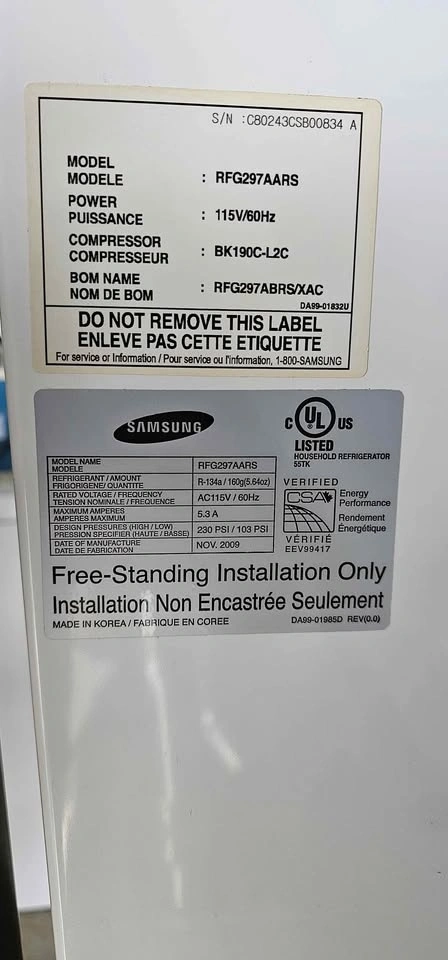 S/N :C80243CSB00834 A
MODEL
MODELE : RFG297AARS
POWER
PUISSANCE : 115V/60Hz
COMPRESSOR
COMPRESSEUR : BK190C-L2C
BOM NAME
NOM DE BOM : RFG297ABRS/XAC
DA99-01832U
DO NOT REMOVE THIS LABEL
ENLEVE PAS CETTE ETIQUETTE
For service or Information / Pour service ou l'information, 1-800-SAMSUNG
SAMSUNG
C UL US
LISTED
HOUSEHOLD REFRIGERATOR
55TK
MODEL NAME
MODELE
RFG297AARS
REFRIGERANT / AMOUNT
FRIGORIGENE/ QUANTITE
R-134a / 160g(5.64oz)
RATED VOLTAGE / FREQUENCY
TENSION NOMINALE / FREQUENCE
AC115V / 60Hz
MAXIMUM AMPERES
AMPERES MAXIMUM
5.3 A
DESIGN PRESSURES (HIGH / LOW)
PRESSION SPECIFIER (HAUTE / BASSE)
230 PSI / 103 PSI
DATE OF MANUFACTURE
DATE DE FABRICATION
NOV. 2009
VERIFIED
CSA
Energy
Performance
Rendement
Énergétique
VÉRIFIÉ
EEV99417
Free-Standing Installation Only
Installation Non Encastrée Seulement
MADE IN KOREA / FABRIQUE EN COREE DA99-01985D REV(0.0)